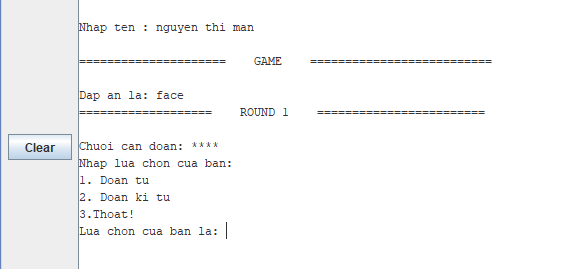 Nhap ten : nguyen thi man
===================== GAME ==========================
Dap an la: face
=================== ROUND 1 ========================
Clear
Chuoi can doan: ****
Nhap lua chon cua ban:
1. Doan tu
2. Doan ki tu
3.Thoat!
Lua chon cua ban la: